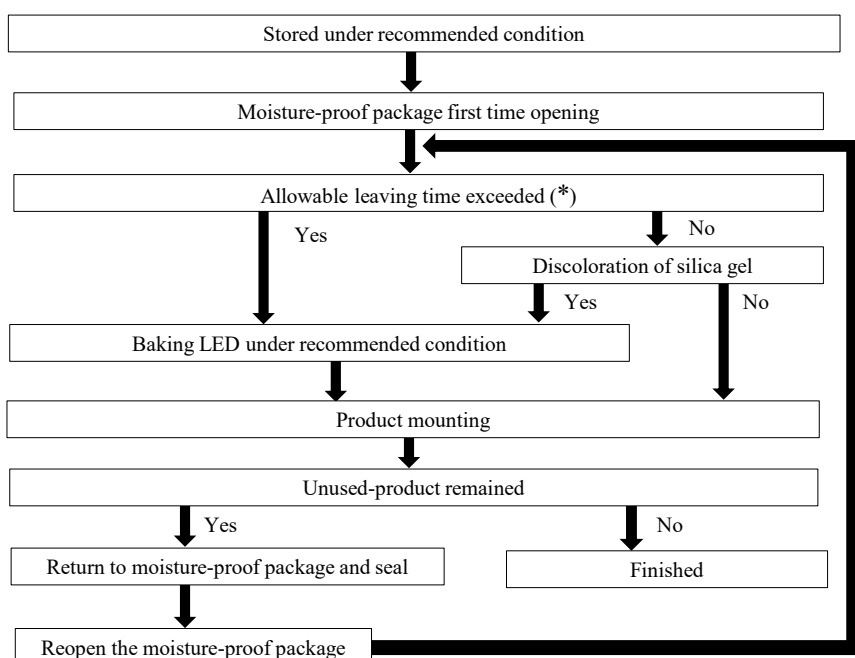 Stored under recommended condition
Moisture-proof package first time opening
Allowable leaving time exceeded (*)
Yes
No
Discoloration of silica gel
Yes
No
Baking LED under recommended condition
Product mounting
Unused-product remained
Yes
No
Return to moisture-proof package and seal
Finished
Reopen the moisture-proof package